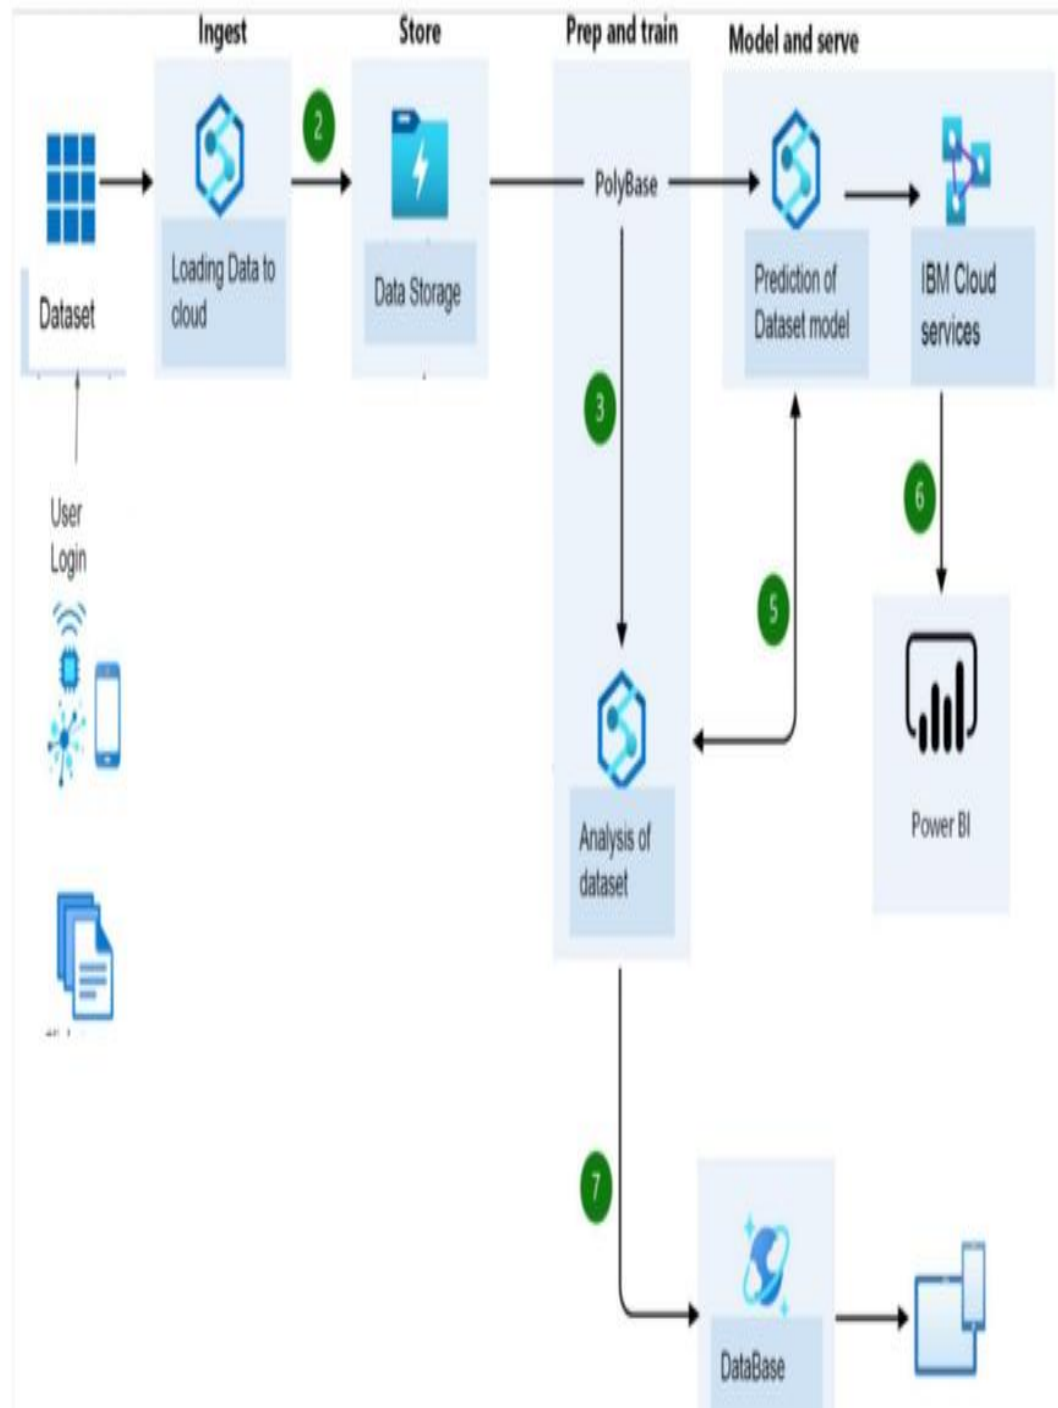 Ingest
Store
Prep and train
Model and serve
2
PolyBase
Dataset
Loading Data to
cloud
Data Storage
Prediction of
Dataset model
IBM Cloud
services
3
User
Login
5
6
Analysis of
dataset
Power BI
7
DataBase